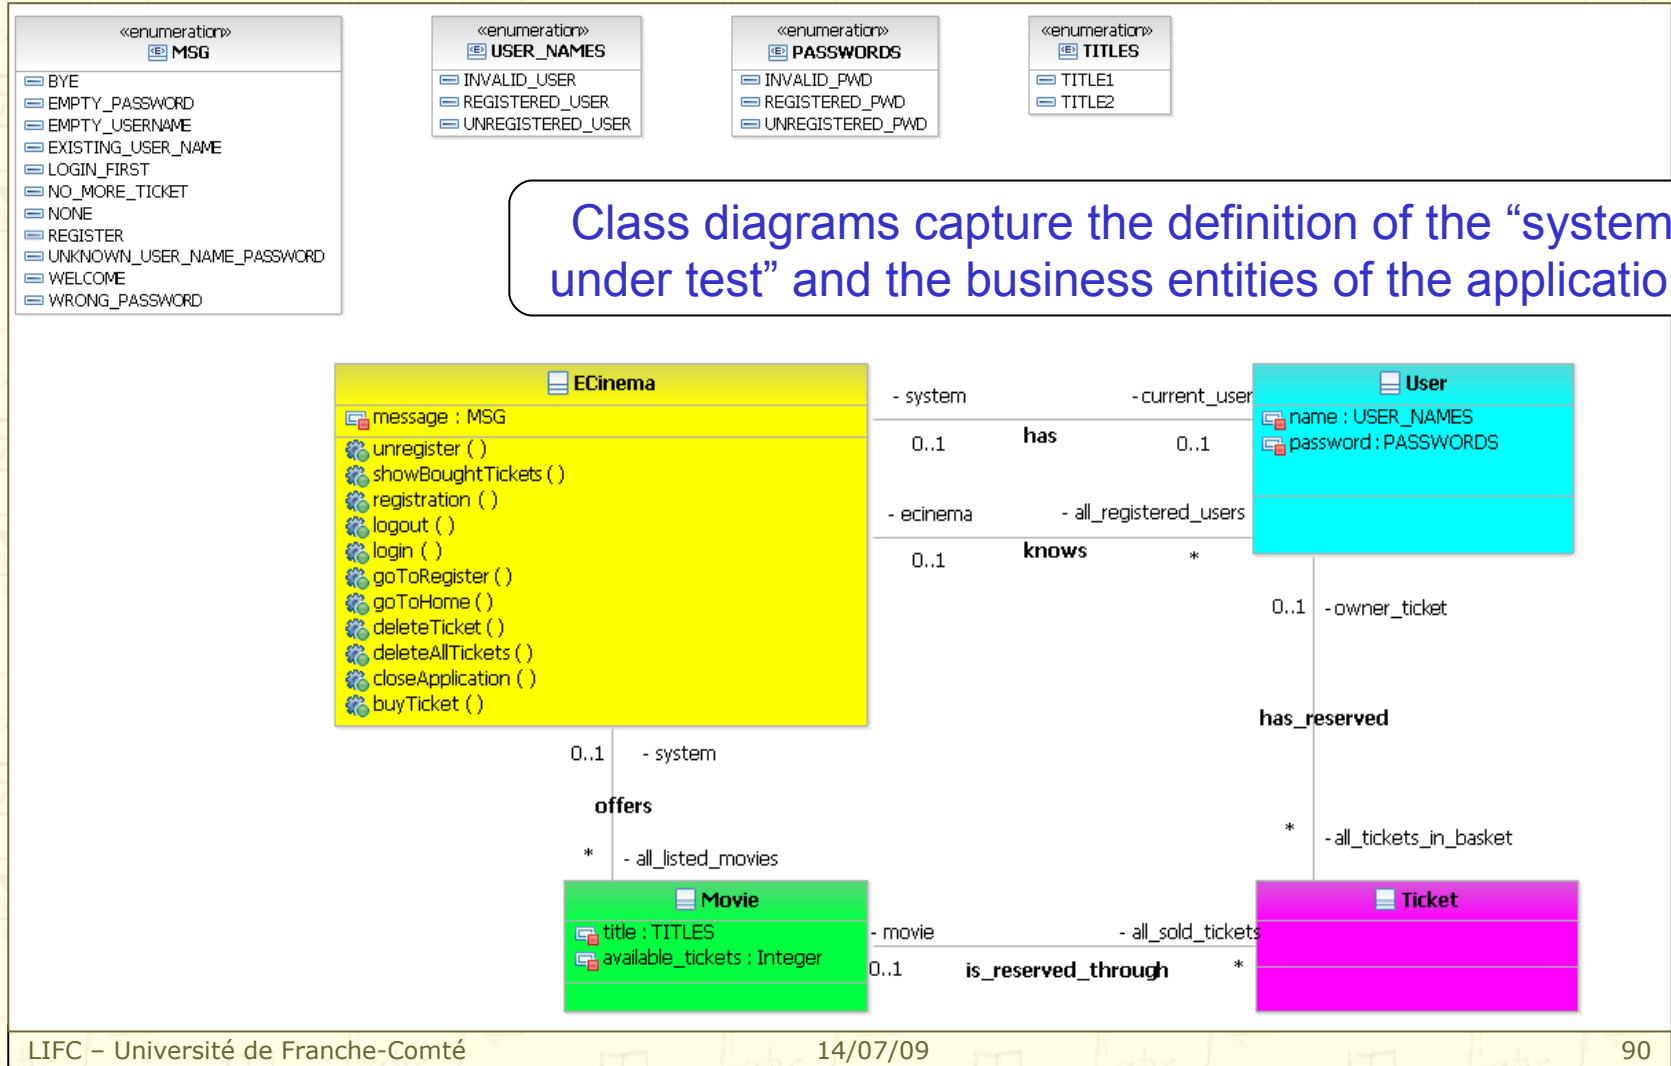 «enumeration»
MSG
BYE
EMPTY_PASSWORD
EMPTY_USERNAME
EXISTING_USER_NAME
LOGIN_FIRST
NO_MORE_TICKET
NONE
REGISTER
UNKNOWN_USER_NAME_PASSWORD
WELCOME
WRONG_PASSWORD
«enumeration»
USER_NAMES
INVALID_USER
REGISTERED_USER
UNREGISTERED_USER
«enumeration»
PASSWORDS
INVALID_PWD
REGISTERED_PWD
UNREGISTERED_PWD
«enumeration»
TITLES
TITLE1
TITLE2
Class diagrams capture the definition of the “system
under test” and the business entities of the applicatio
ECinema
message : MSG
unregister ( )
showBoughtTickets ( )
registration ( )
logout ( )
login ( )
goToRegister ( )
goToHome ( )
deleteTicket ( )
deleteAllTickets ( )
closeApplication ( )
buyTicket ( )
- system - current_user
0..1 has 0..1
- ecinema - all_registered_users
0..1 knows *
User
name : USER_NAMES
password : PASSWORDS
0..1 - owner_ticket
has_reserved
* - all_tickets_in_basket
0..1 - system
offers
* - all_listed_movies
Movie
title : TITLES
available_tickets : Integer
- movie - all_sold_tickets
0..1 is_reserved_through *
Ticket
LIFC – Université de Franche-Comté 14/07/09 90